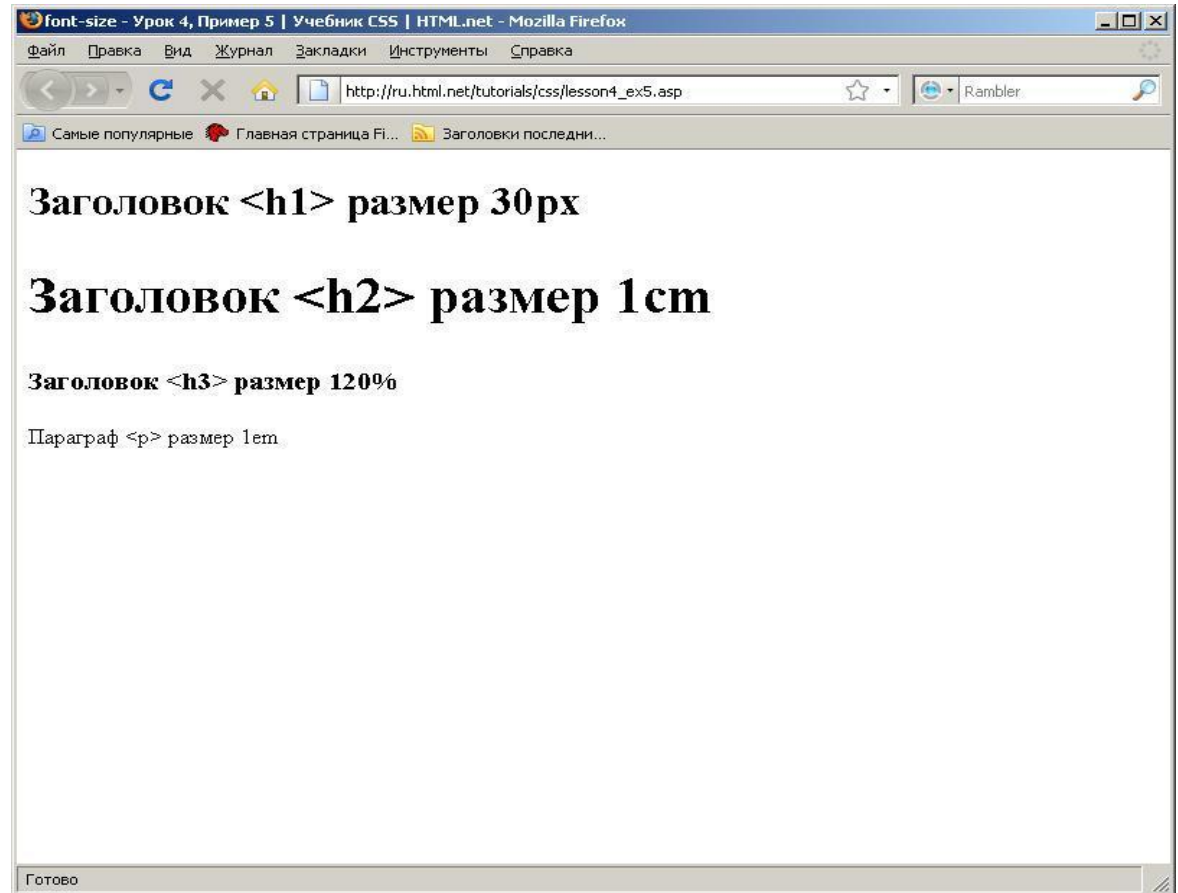 font-size - Урок 4, Пример 5 | Учебник CSS | HTML.net - Mozilla Firefox
Файл Правка Вид Журнал Закладки Инструменты Справка
http://ru.html.net/tutorials/css/lesson4_ex5.asp Rambler
Самые популярные Главная страница Fi... Заголовки последни...
Заголовок <h1> размер 30px
Заголовок <h2> размер 1cm
Заголовок <h3> размер 120%
Параграф <p> размер 1em
Готово